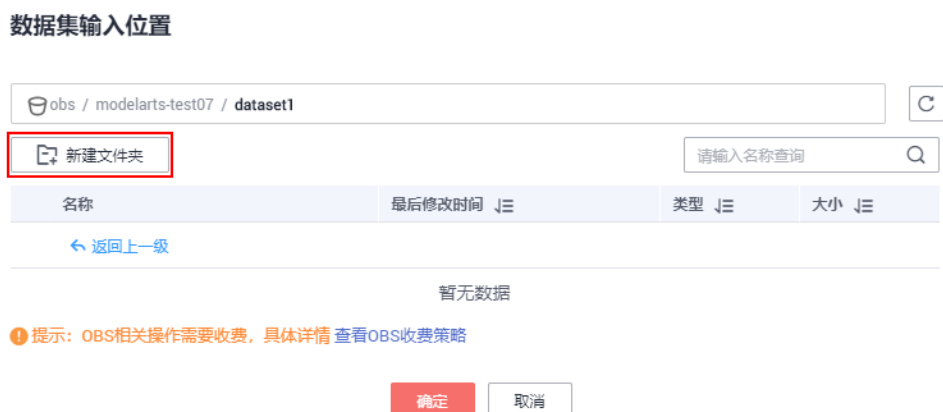 数据集输入位置
obs / modelarts-test07 / dataset1
新建文件夹 请输入名称查询
名称 最后修改时间 类型 大小
返回上一级
暂无数据
提示：OBS相关操作需要收费，具体详情 查看OBS收费策略
确定 取消